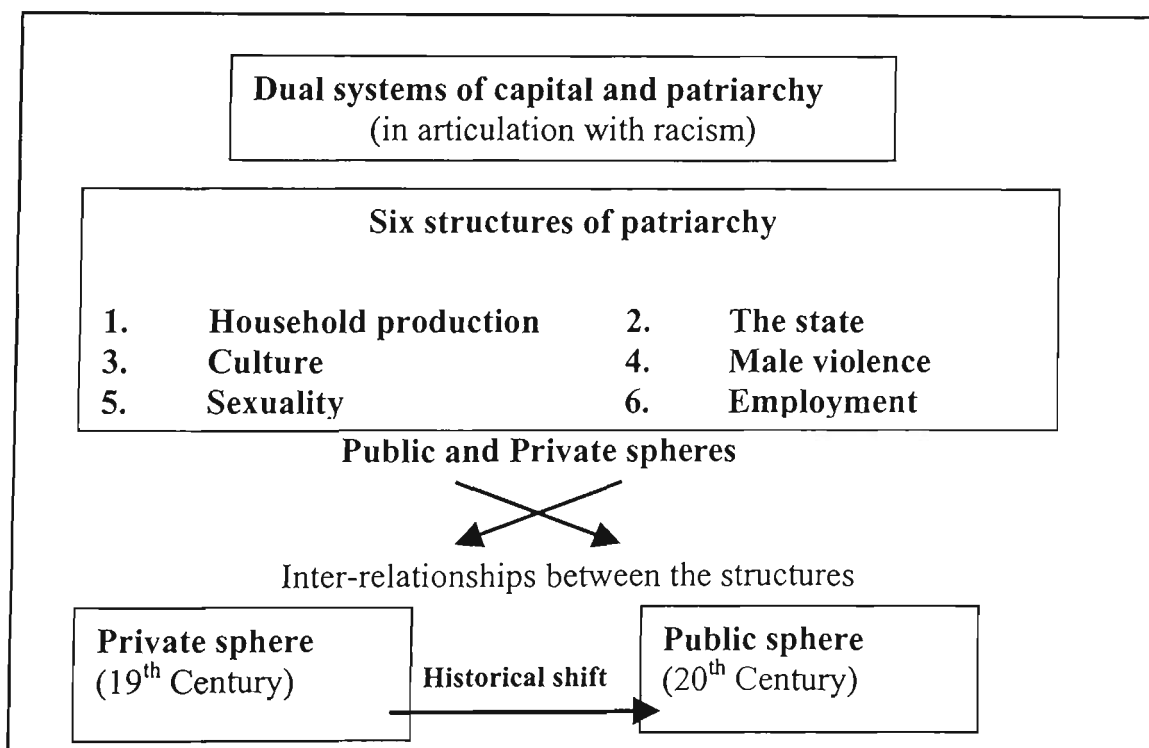 Dual systems of capital and patriarchy
(in articulation with racism)
Six structures of patriarchy
1. Household production 2. The state
3. Culture 4. Male violence
5. Sexuality 6. Employment
Public and Private spheres
Inter-relationships between the structures
Private sphere
(19th Century)
Historical shift
Public sphere
(20th Century)